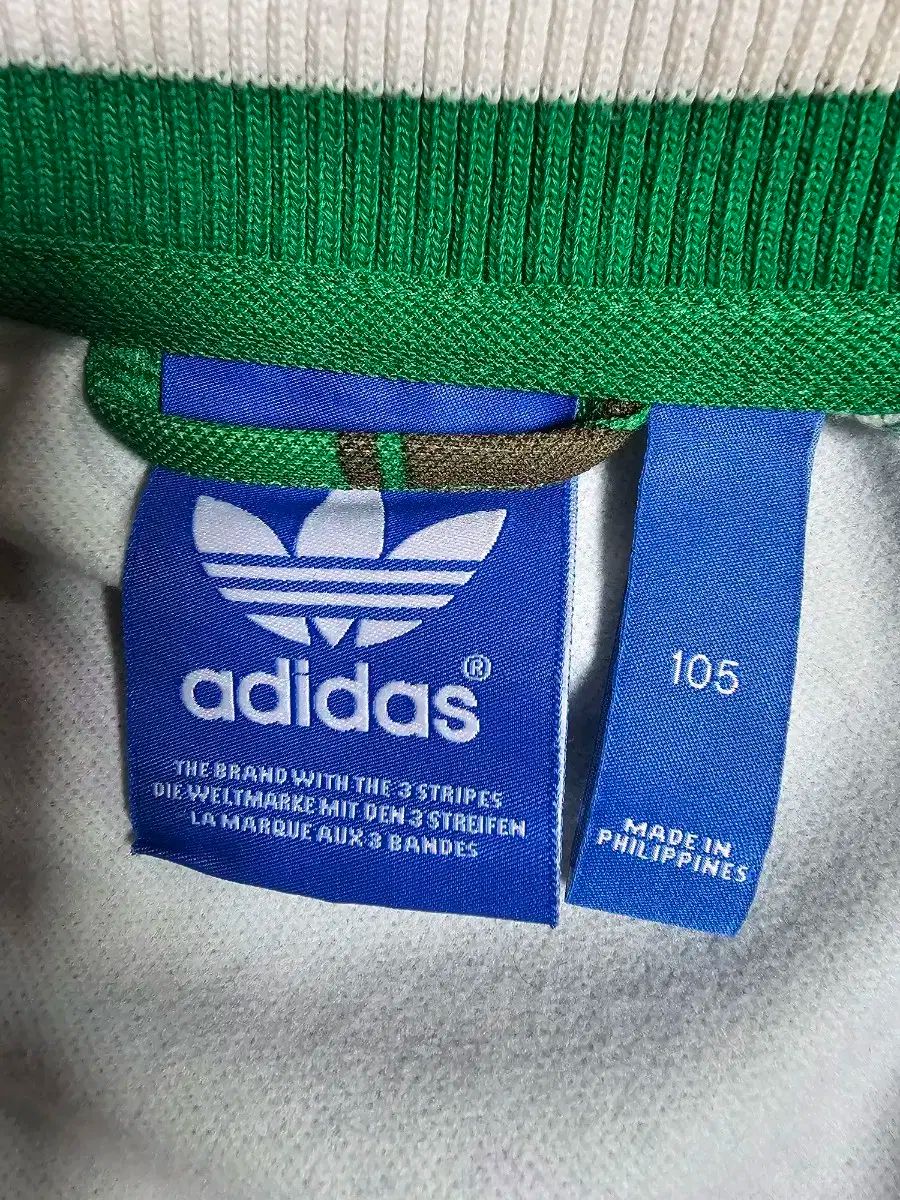 adidas®
THE BRAND WITH THE 3 STRIPES
DIE WELTMARKE MIT DEN 3 STREIFEN
LA MARQUE AUX 3 BANDES
105
MADE IN
PHILIPPINES